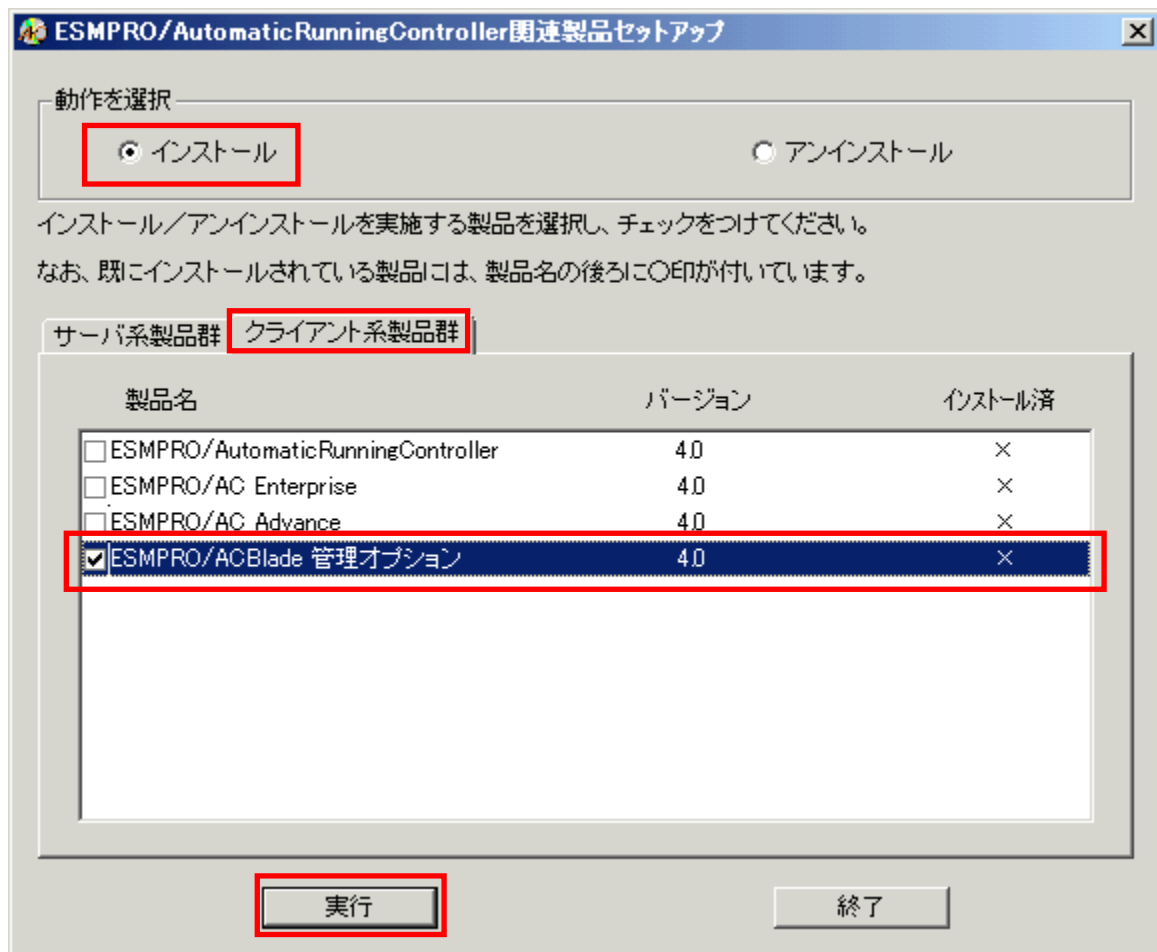 ESMPRO/AutomaticRunningController関連製品セットアップ
動作を選択
インストール アンインストール
インストール／アンインストールを実施する製品を選択し、チェックをつけてください。
なお、既にインストールされている製品には、製品名の後ろに○印が付いています。
サーバ系製品群 クライアント系製品群
製品名 バージョン インストール済
ESMPRO/AutomaticRunningController 4.0 ×
ESMPRO/AC Enterprise 4.0 ×
ESMPRO/AC Advance 4.0 ×
ESMPRO/ACBlade 管理オプション 4.0 ×
実行 終了